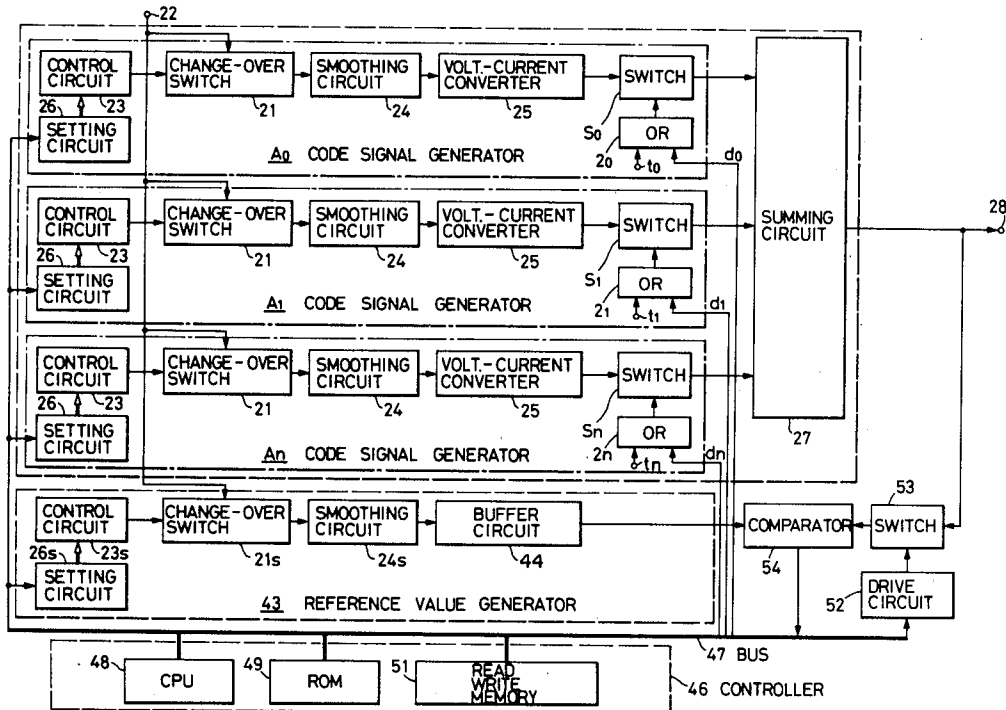 22
CONTROL CIRCUIT
23
26
SETTING CIRCUIT
CHANGE-OVER SWITCH
21
SMOOTHING CIRCUIT
24
VOLT.-CURRENT CONVERTER
25
SWITCH
S0
OR
20
t0
d0
A0 CODE SIGNAL GENERATOR
CONTROL CIRCUIT
23
26
SETTING CIRCUIT
CHANGE-OVER SWITCH
21
SMOOTHING CIRCUIT
24
VOLT.-CURRENT CONVERTER
25
SWITCH
S1
OR
21
t1
d1
A1 CODE SIGNAL GENERATOR
SUMMING CIRCUIT
27
28
CONTROL CIRCUIT
23
26
SETTING CIRCUIT
CHANGE-OVER SWITCH
21
SMOOTHING CIRCUIT
24
VOLT.-CURRENT CONVERTER
25
SWITCH
Sn
OR
2n
tn
dn
An CODE SIGNAL GENERATOR
CONTROL CIRCUIT
23s
26s
SETTING CIRCUIT
CHANGE-OVER SWITCH
21s
SMOOTHING CIRCUIT
24s
BUFFER CIRCUIT
44
COMPARATOR
54
SWITCH
53
52
DRIVE CIRCUIT
43 REFERENCE VALUE GENERATOR
47 BUS
48
CPU
49
ROM
51
READ WRITE MEMORY
46 CONTROLLER